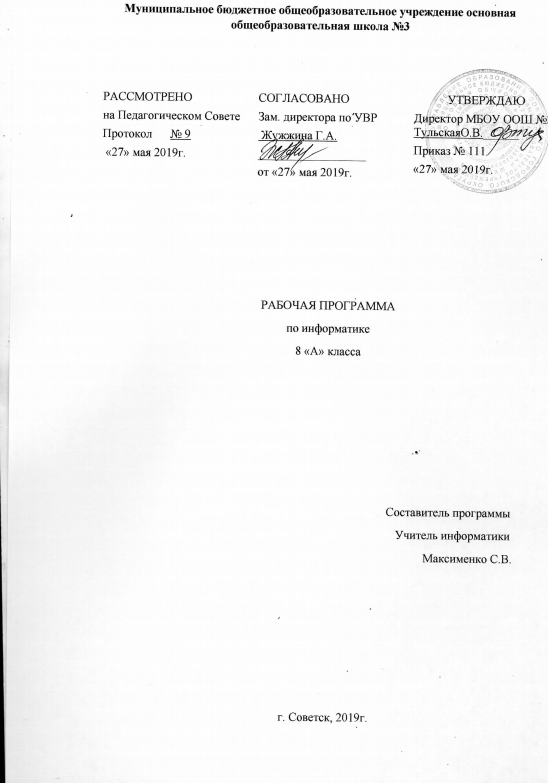 Муниципальное бюджетное общеобразовательное учреждение основная
общеобразовательная школа №3
РАССМОТРЕНО
на Педагогическом Совете
Протокол № 9
«27» мая 2019г.
СОГЛАСОВАНО
Зам. директора по УВР
Жужжина Г.А.
от «27» мая 2019г.
УТВЕРЖДАЮ
Директор МБОУ ООШ №
ТульскаяО.В.
Приказ № 111
«27» мая 2019г.
РАБОЧАЯ ПРОГРАММА
по информатике
8 «А» класса
Составитель программы
Учитель информатики
Максименко С.В.
г. Советск, 2019г.